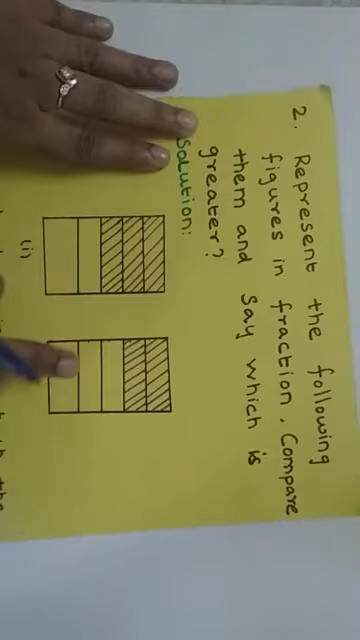 2. Represent the following
figures in fraction. Compare
them and say which is
greater?
Solution:
(i)